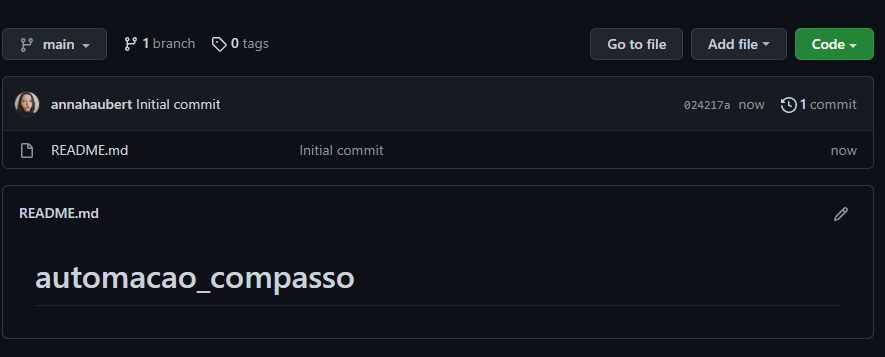 main 1 branch 0 tags Go to file Add file Code
annahaubert Initial commit 024217a now 1 commit
README.md Initial commit now
README.md
automacao_compasso